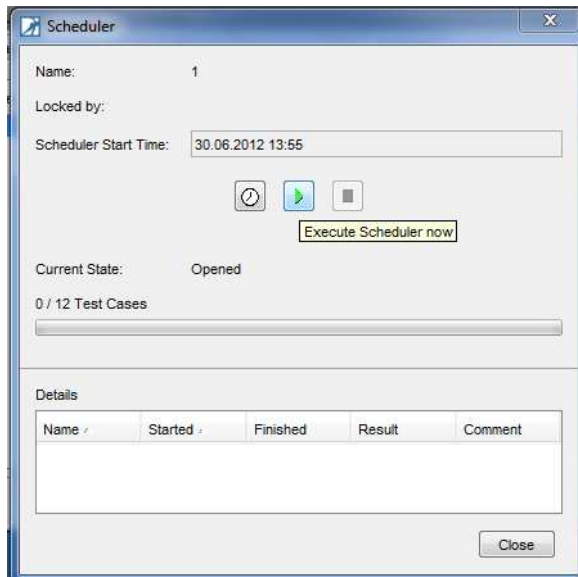 Scheduler
Name: 1
Locked by:
Scheduler Start Time: 30.06.2012 13:55
Execute Scheduler now
Current State: Opened
0 / 12 Test Cases
Details
Name Started Finished Result Comment
Close